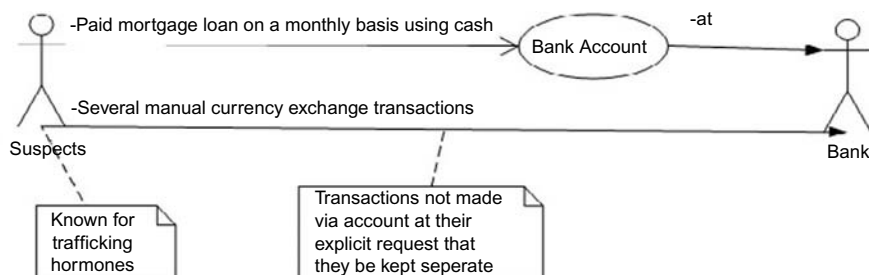 -Paid mortgage loan on a monthly basis using cash
Bank Account
-at
-Several manual currency exchange transactions
Suspects
Bank
Known for
trafficking
hormones
Transactions not made
via account at their
explicit request that
they be kept seperate